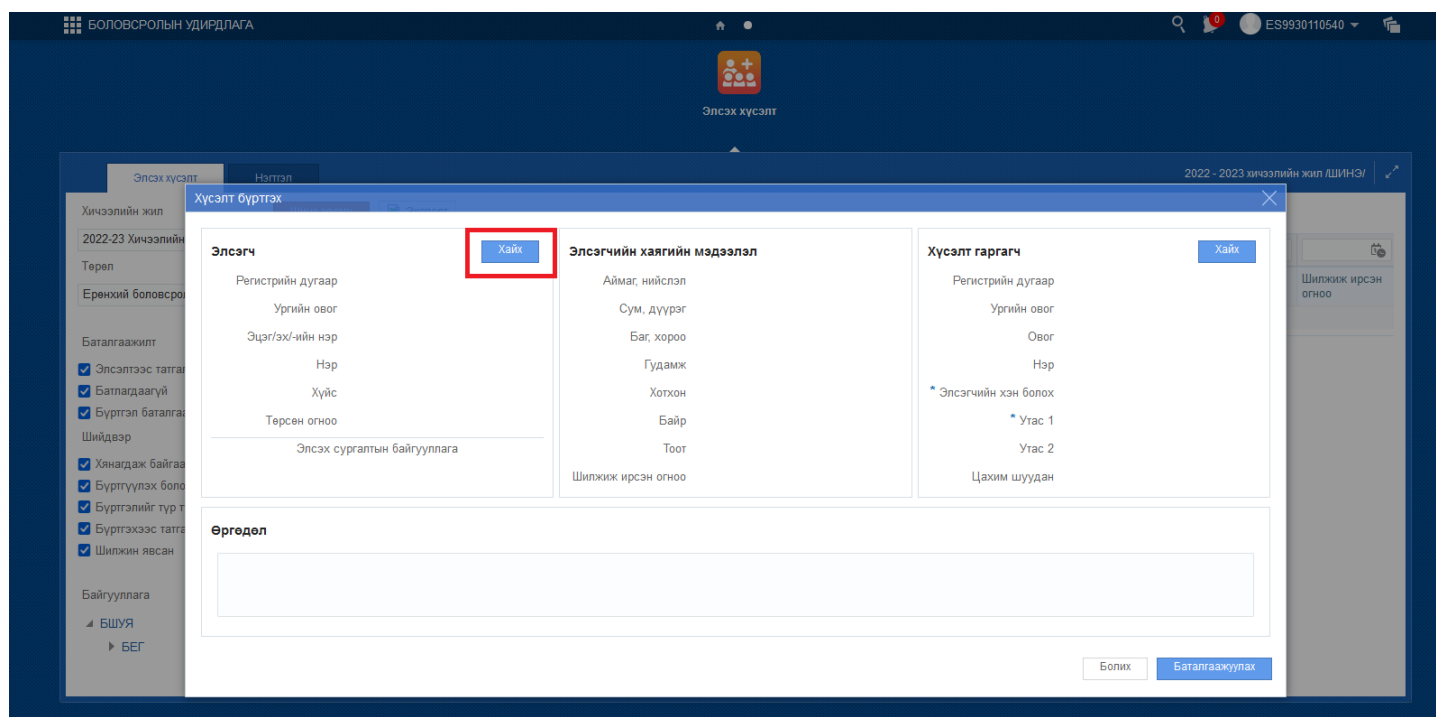 БОЛОВСРОЛЫН УДИРДЛАГА
0
ES9930110540
Элсэх хүсэлт
Элсэх хүсэлт
Нэгтгэл
2022 - 2023 хичээлийн жил /ШИНЭ/
Хичээлийн жил
2022-23 Хичээлийн
Төрөл
Ерөнхий боловсрол
Баталгаажилт
Элсэлтээс татгал
Батлагдаагүй
Бүртгэл баталгаа
Шийдвэр
Хянагдаж байгаа
Бүртгүүлэх боло
Бүртгэлийг түр т
Бүртгэхээс татга
Шилжин явсан
Байгууллага
БШУЯ
БЕГ
Шилжиж ирсэн
огноо
Хүсэлт бүртгэх
Элсэгч
Хайх
Регистрийн дугаар
Ургийн овог
Эцэг/эх/-ийн нэр
Нэр
Хүйс
Төрсөн огноо
Элсэх сургалтын байгууллага
Элсэгчийн хаягийн мэдээлэл
Аймаг, нийслэл
Сум, дүүрэг
Баг, хороо
Гудамж
Хотхон
Байр
Тоот
Шилжиж ирсэн огноо
Хүсэлт гаргагч
Хайх
Регистрийн дугаар
Ургийн овог
Овог
Нэр
* Элсэгчийн хэн болох
* Утас 1
Утас 2
Цахим шуудан
Өргөдөл
Болих
Баталгаажуулах